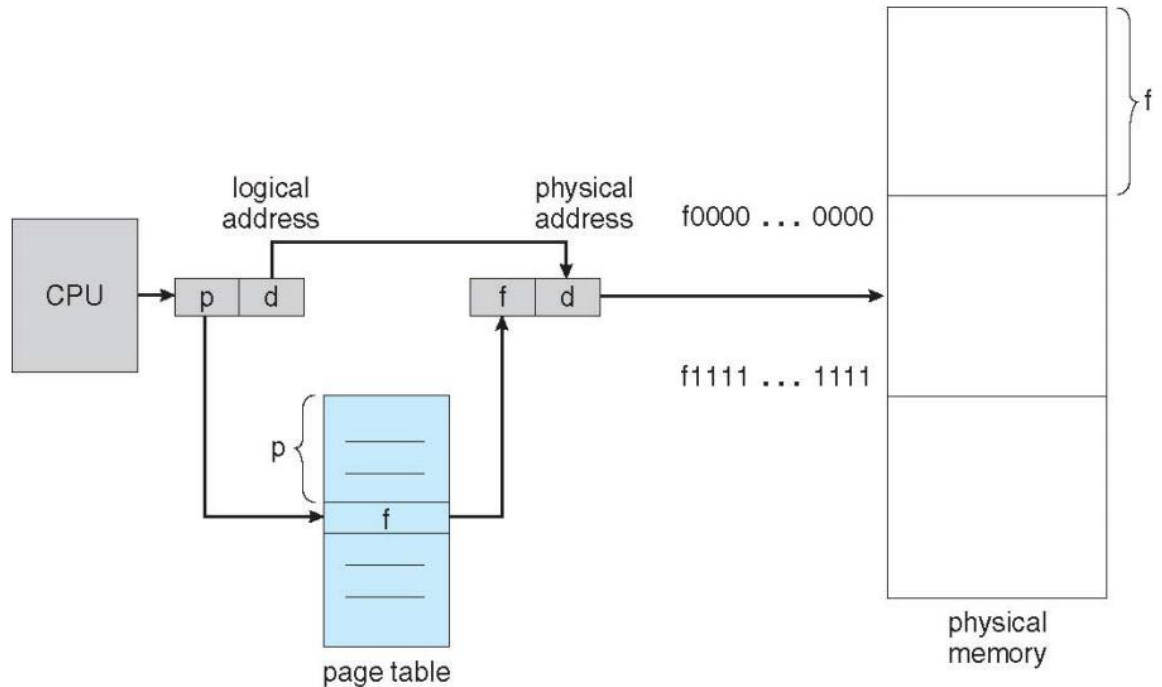 f
logical
address
physical
address
f0000 ... 0000
CPU
p
d
f
d
f1111 ... 1111
p
f
page table
physical
memory